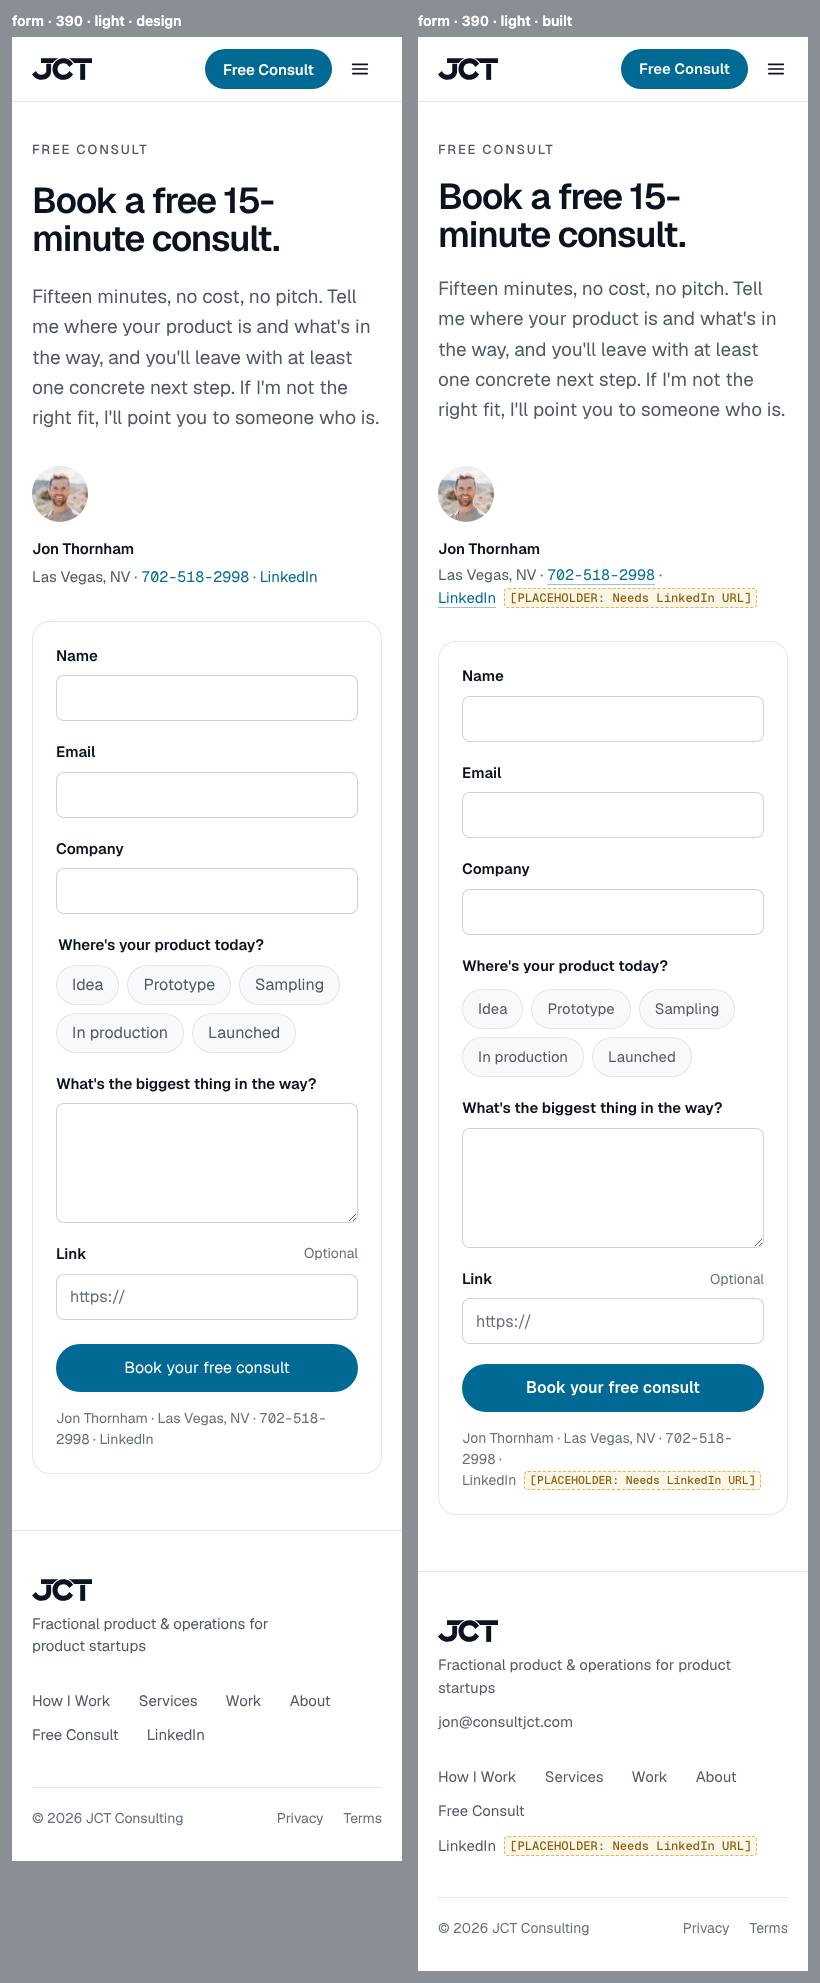 form · 390 · light · design
JCT
Free Consult
FREE CONSULT
Book a free 15-
minute consult.
Fifteen minutes, no cost, no pitch. Tell
me where your product is and what's in
the way, and you'll leave with at least
one concrete next step. If I'm not the
right fit, I'll point you to someone who is.
Jon Thornham
Las Vegas, NV · 702-518-2998 · LinkedIn
Name
Email
Company
Where's your product today?
Idea Prototype Sampling
In production Launched
What's the biggest thing in the way?
Link Optional
https://
Book your free consult
Jon Thornham · Las Vegas, NV · 702-518-
2998 · LinkedIn
JCT
Fractional product & operations for
product startups
How I Work Services Work About
Free Consult LinkedIn
© 2026 JCT Consulting Privacy Terms
form · 390 · light · built
JCT
Free Consult
FREE CONSULT
Book a free 15-
minute consult.
Fifteen minutes, no cost, no pitch. Tell
me where your product is and what's in
the way, and you'll leave with at least
one concrete next step. If I'm not the
right fit, I'll point you to someone who is.
Jon Thornham
Las Vegas, NV · 702-518-2998 ·
LinkedIn [PLACEHOLDER: Needs LinkedIn URL]
Name
Email
Company
Where's your product today?
Idea Prototype Sampling
In production Launched
What's the biggest thing in the way?
Link Optional
https://
Book your free consult
Jon Thornham · Las Vegas, NV · 702-518-
2998 ·
LinkedIn [PLACEHOLDER: Needs LinkedIn URL]
JCT
Fractional product & operations for product
startups
jon@consultjct.com
How I Work Services Work About
Free Consult
LinkedIn [PLACEHOLDER: Needs LinkedIn URL]
© 2026 JCT Consulting Privacy Terms